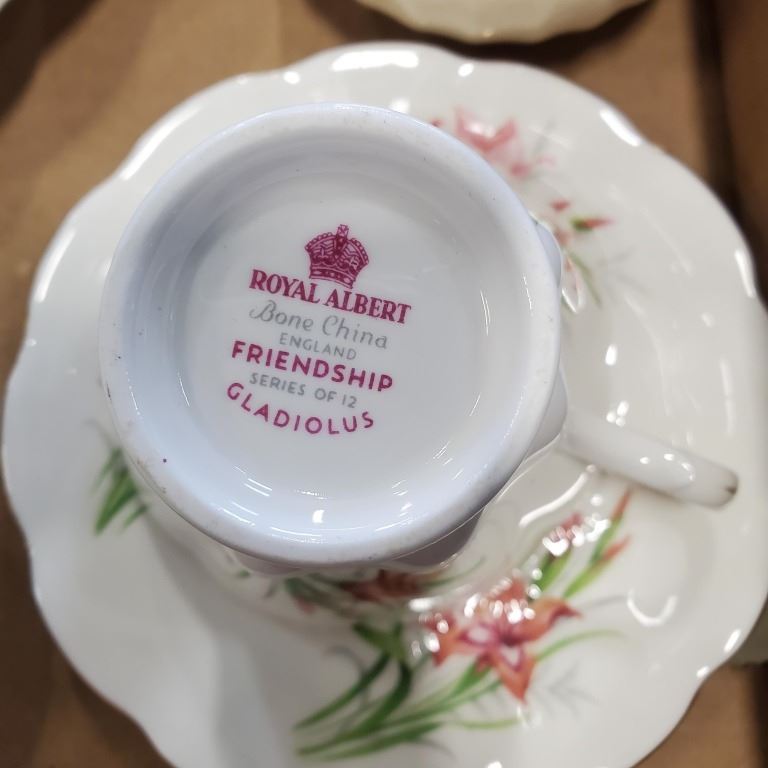 ROYAL ALBERT
Bone China
ENGLAND
FRIENDSHIP
SERIES OF 12
GLADIOLUS